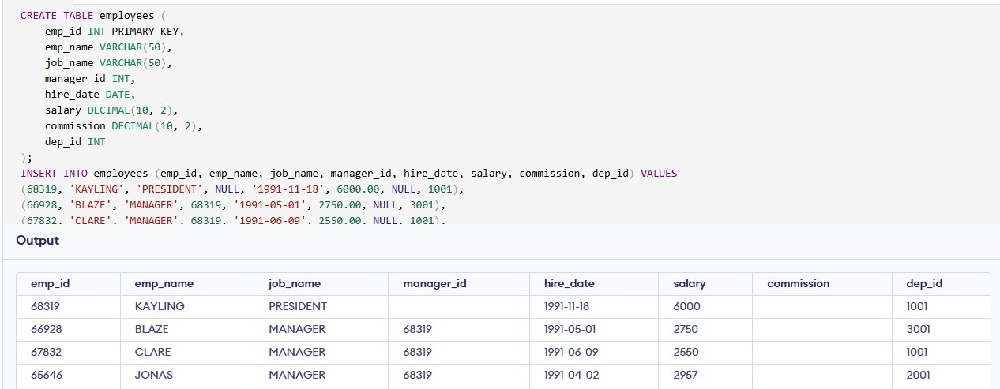 CREATE TABLE employees (
emp_id INT PRIMARY KEY,
emp_name VARCHAR(50),
job_name VARCHAR(50),
manager_id INT,
hire_date DATE,
salary DECIMAL(10, 2),
commission DECIMAL(10, 2),
dep_id INT
);
INSERT INTO employees (emp_id, emp_name, job_name, manager_id, hire_date, salary, commission, dep_id) VALUES
(68319, 'KAYLING', 'PRESIDENT', NULL, '1991-11-18', 6000.00, NULL, 1001),
(66928, 'BLAZE', 'MANAGER', 68319, '1991-05-01', 2750.00, NULL, 3001),
(67832, 'CLARE', 'MANAGER', 68319, '1991-06-09', 2550.00, NULL, 1001),
Output
emp_id emp_name job_name manager_id hire_date salary commission dep_id
68319 KAYLING PRESIDENT 1991-11-18 6000 1001
66928 BLAZE MANAGER 68319 1991-05-01 2750 3001
67832 CLARE MANAGER 68319 1991-06-09 2550 1001
65646 JONAS MANAGER 68319 1991-04-02 2957 2001